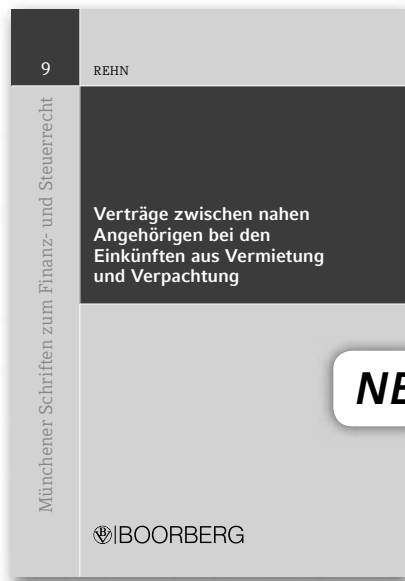 9
REHN
Münchener Schriften zum Finanz- und Steuerrecht
Verträge zwischen nahen
Angehörigen bei den
Einkünften aus Vermietung
und Verpachtung
NE
BOORBERG